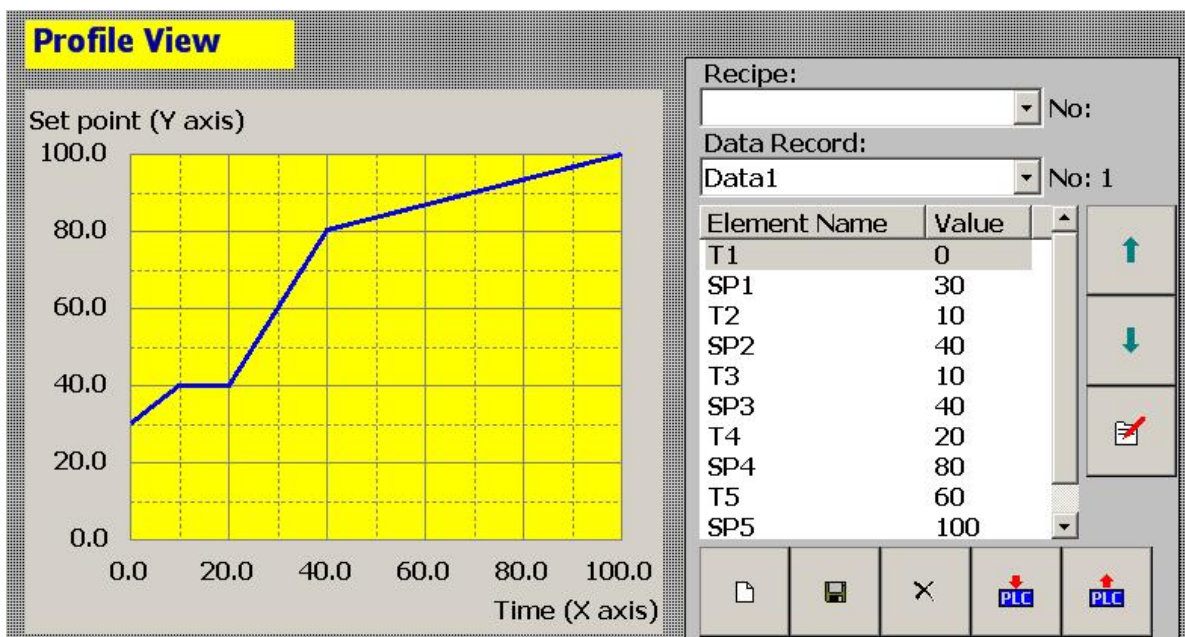 Profile View
Set point (Y axis)
100.0
80.0
60.0
40.0
20.0
0.0
0.0 20.0 40.0 60.0 80.0 100.0
Time (X axis)
Recipe:
No:
Data Record:
Data1 No: 1
Element Name Value
T1 0
SP1 30
T2 10
SP2 40
T3 10
SP3 40
T4 20
SP4 80
T5 60
SP5 100
PLC PLC